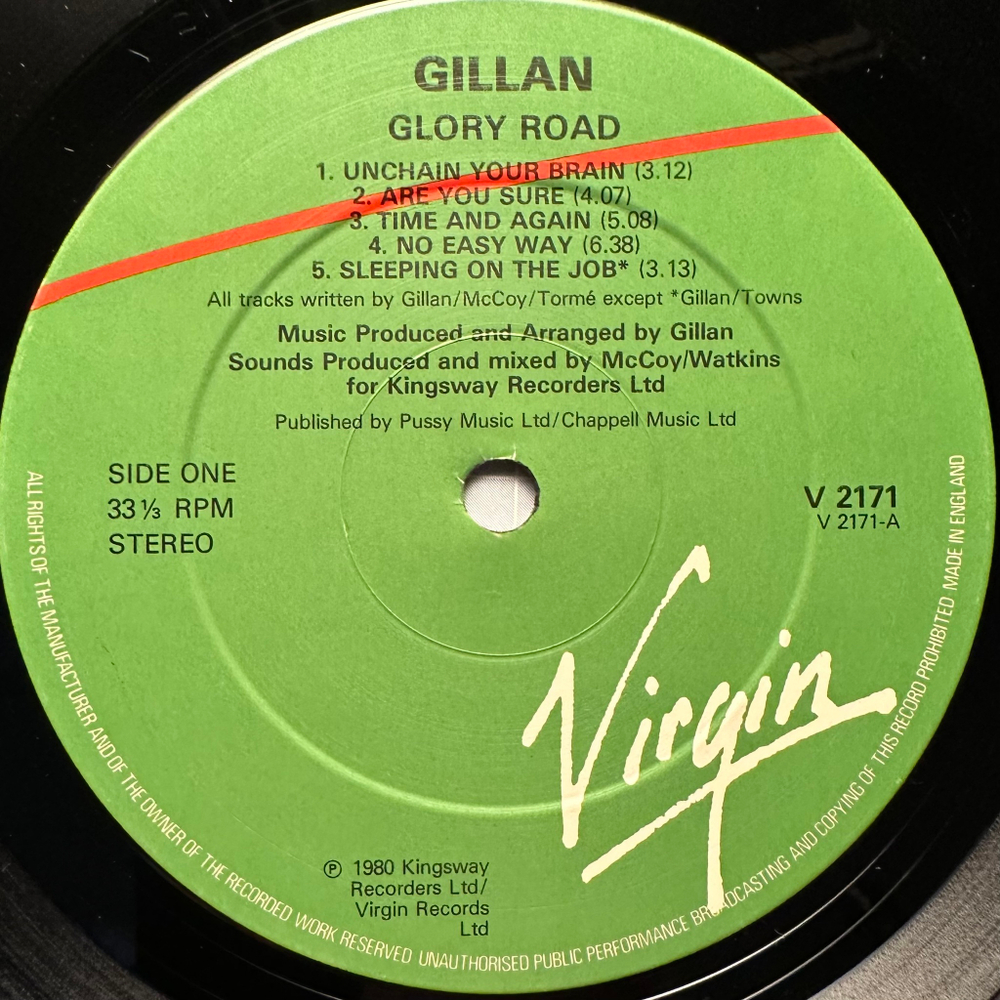 GILLAN
GLORY ROAD
1. UNCHAIN YOUR BRAIN (3.12)
2. ARE YOU SURE (4.07)
3. TIME AND AGAIN (5.08)
4. NO EASY WAY (6.38)
5. SLEEPING ON THE JOB* (3.13)
All tracks written by Gillan/McCoy/Tormé except *Gillan/Towns
Music Produced and Arranged by Gillan
Sounds Produced and mixed by McCoy/Watkins
for Kingsway Recorders Ltd
Published by Pussy Music Ltd/Chappell Music Ltd
SIDE ONE
33⅓ RPM
STEREO
V 2171
V 2171-A
Virgin
℗ 1980 Kingsway
Recorders Ltd/
Virgin Records
Ltd
ALL RIGHTS OF THE MANUFACTURER AND OF THE OWNER OF THE RECORDED WORK RESERVED UNAUTHORISED PUBLIC PERFORMANCE BROADCASTING AND COPYING OF THIS RECORD PROHIBITED MADE IN ENGLAND